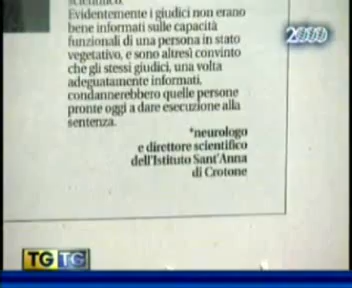 scientifico.
Evidentemente i giudici non erano
bene informati sulle capacità
funzionali di una persona in stato
vegetativo, e sono altresì convinto
che gli stessi giudici, una volta
adeguatamente informati,
condannerebbero quelle persone
pronte oggi a dare esecuzione alla
sentenza.
*neurologo
e direttore scientifico
dell'Istituto Sant'Anna
di Crotone
2000
TG TG